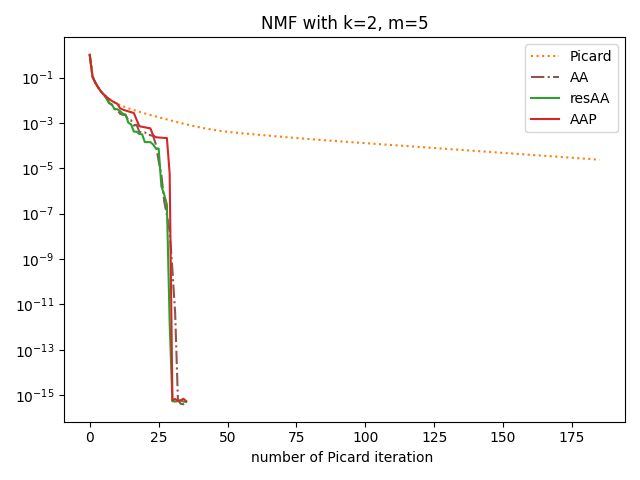 NMF with k=2, m=5
Picard
AA
resAA
AAP
10⁻¹
10⁻³
10⁻⁵
10⁻⁷
10⁻⁹
10⁻¹¹
10⁻¹³
10⁻¹⁵
0 25 50 75 100 125 150 175
number of Picard iteration